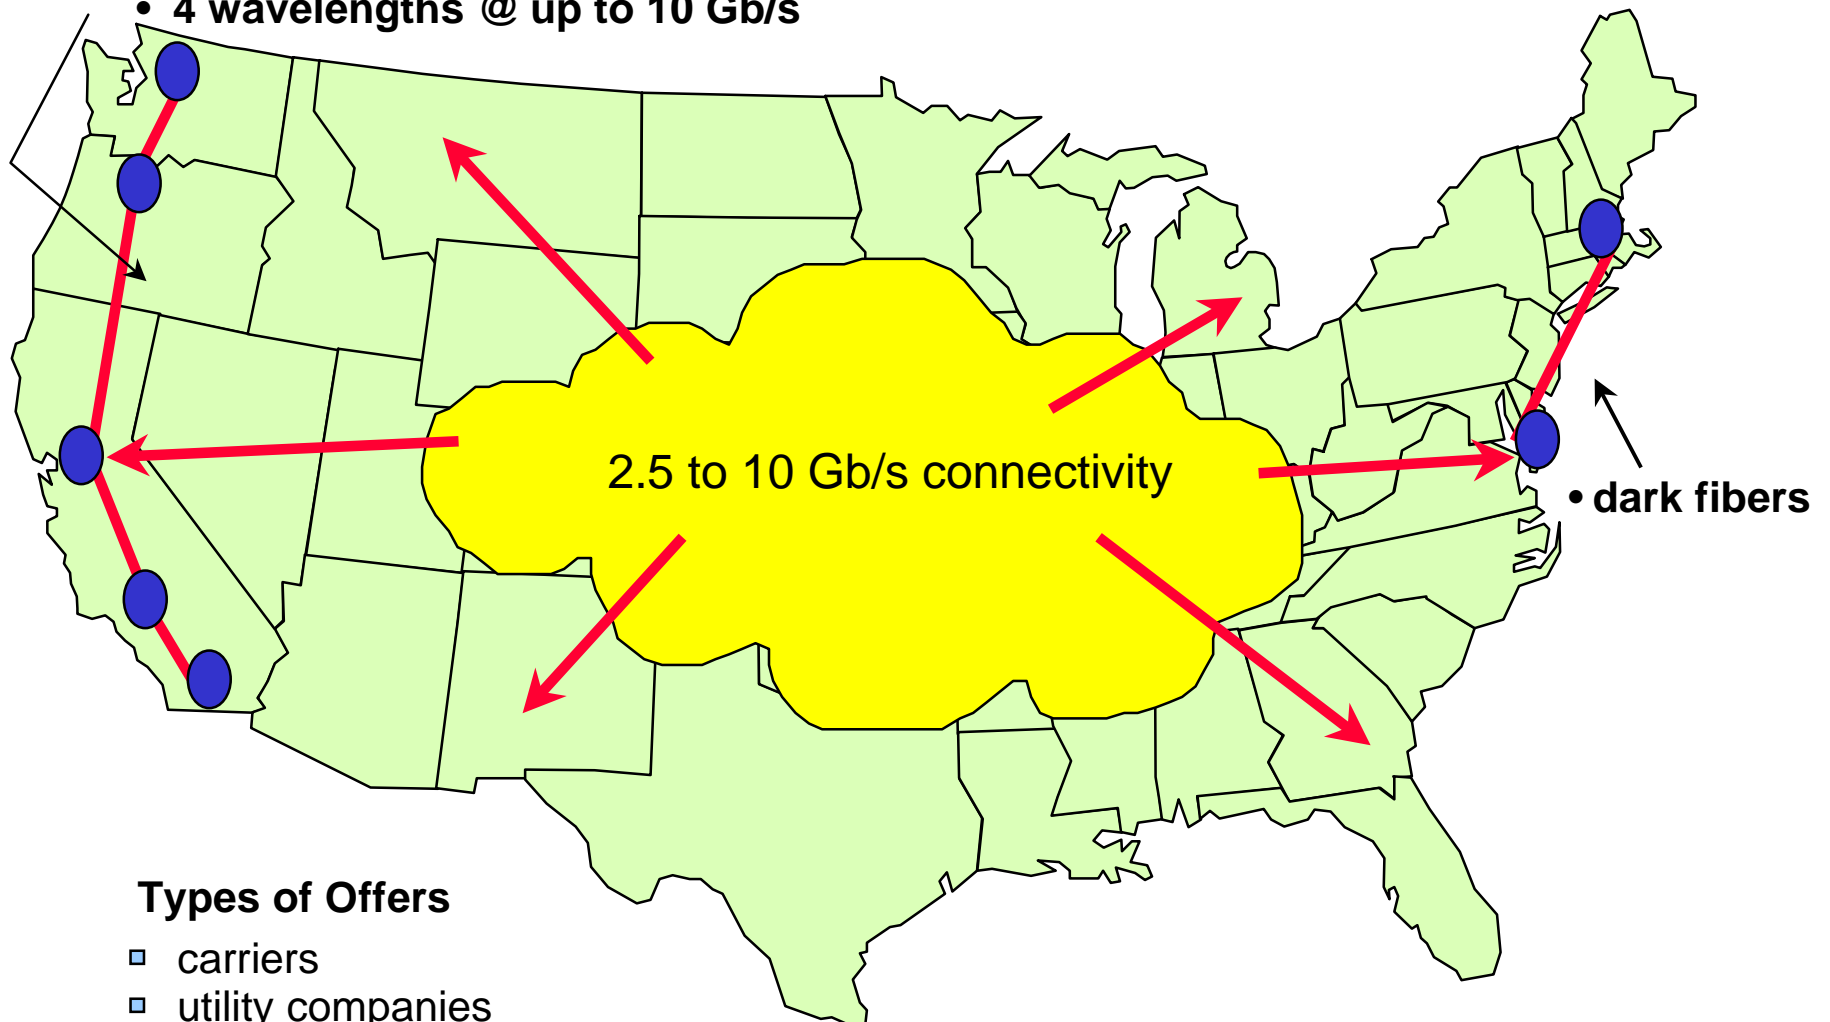 • 4 wavelengths @ up to 10 Gb/s
2.5 to 10 Gb/s connectivity
• dark fibers
Types of Offers
carriers
utility companies